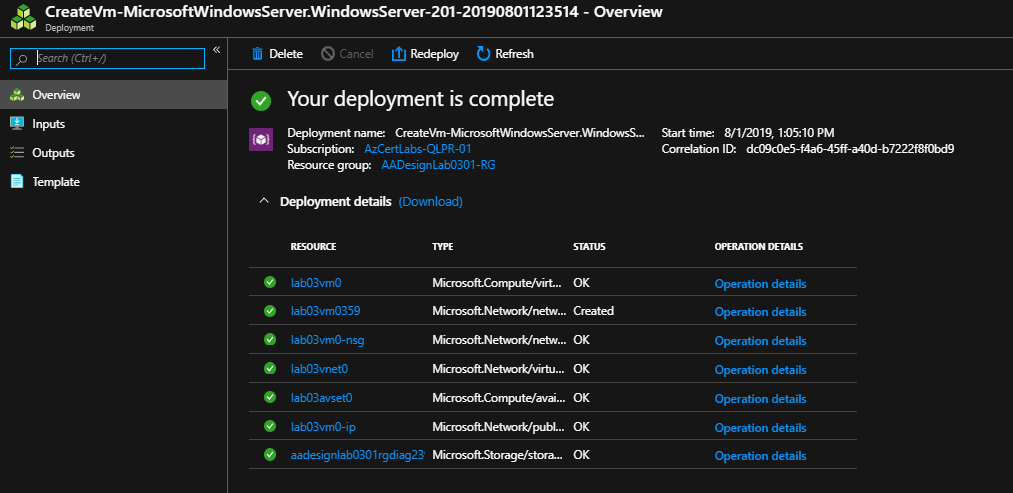 CreateVm-MicrosoftWindowsServer.WindowsServer-201-20190801123514 - Overview
Deployment
Search (Ctrl+/)
«
Overview
Inputs
Outputs
Template
Delete Cancel Redeploy Refresh
Your deployment is complete
Deployment name: CreateVm-MicrosoftWindowsServer.WindowsS... Start time: 8/1/2019, 1:05:10 PM
Subscription: AzCertLabs-QLPR-01 Correlation ID: dc09c0e5-f4a6-45ff-a40d-b7222f8f0bd9
Resource group: AADesignLab0301-RG
Deployment details (Download)
RESOURCE TYPE STATUS OPERATION DETAILS
lab03vm0 Microsoft.Compute/virt... OK Operation details
lab03vm0359 Microsoft.Network/netw... Created Operation details
lab03vm0-nsg Microsoft.Network/netw... OK Operation details
lab03vnet0 Microsoft.Network/virtu... OK Operation details
lab03avset0 Microsoft.Compute/avai... OK Operation details
lab03vm0-ip Microsoft.Network/publ... OK Operation details
aadesignlab0301rgdiag23 Microsoft.Storage/stora... OK Operation details